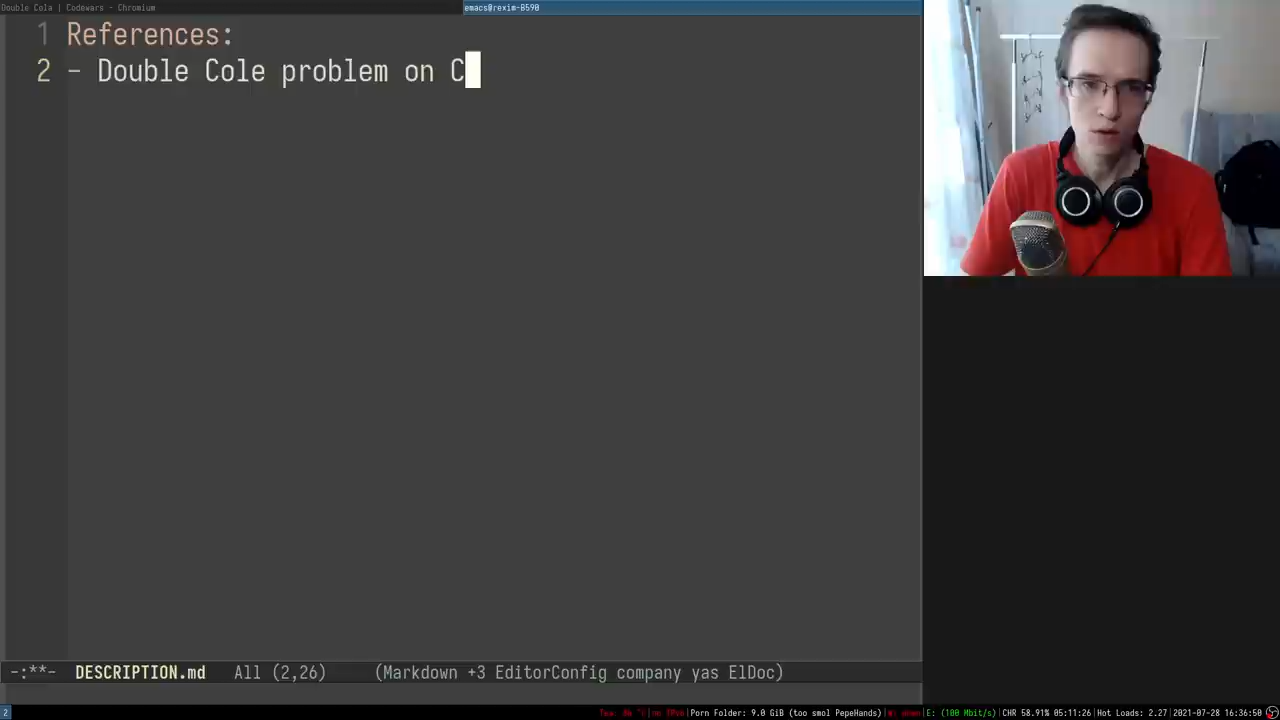 Double Cola | Codewars - Chromium
emacs@rexim-B590
1 References:
2 - Double Cole problem on C
-:**- DESCRIPTION.md All (2,26) (Markdown +3 EditorConfig company yas ElDoc)
2
Porn Folder: 9.0 GiB (too smol PepeHands)|W: down|E: (100 Mbit/s)|CHR 58.91% 05:11:26|Hot Loads: 2.27|2021-07-28 16:36:50